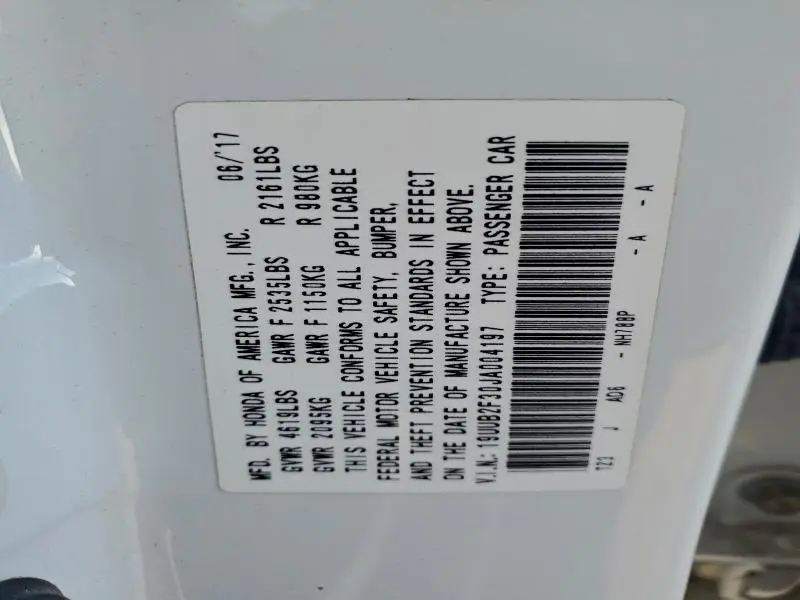 MFD. BY HONDA OF AMERICA MFG., INC. 06/'17
GVWR 4619LBS GAWR F 2535LBS R 2161LBS
GVWR 2095KG GAWR F 1150KG R 980KG
THIS VEHICLE CONFORMS TO ALL APPLICABLE
FEDERAL MOTOR VEHICLE SAFETY, BUMPER,
AND THEFT PREVENTION STANDARDS IN EFFECT
ON THE DATE OF MANUFACTURE SHOWN ABOVE.
V.I.N.: 19UUB2F30JA004197 TYPE: PASSENGER CAR
TZ3 J AD6 - NH788P - A - A